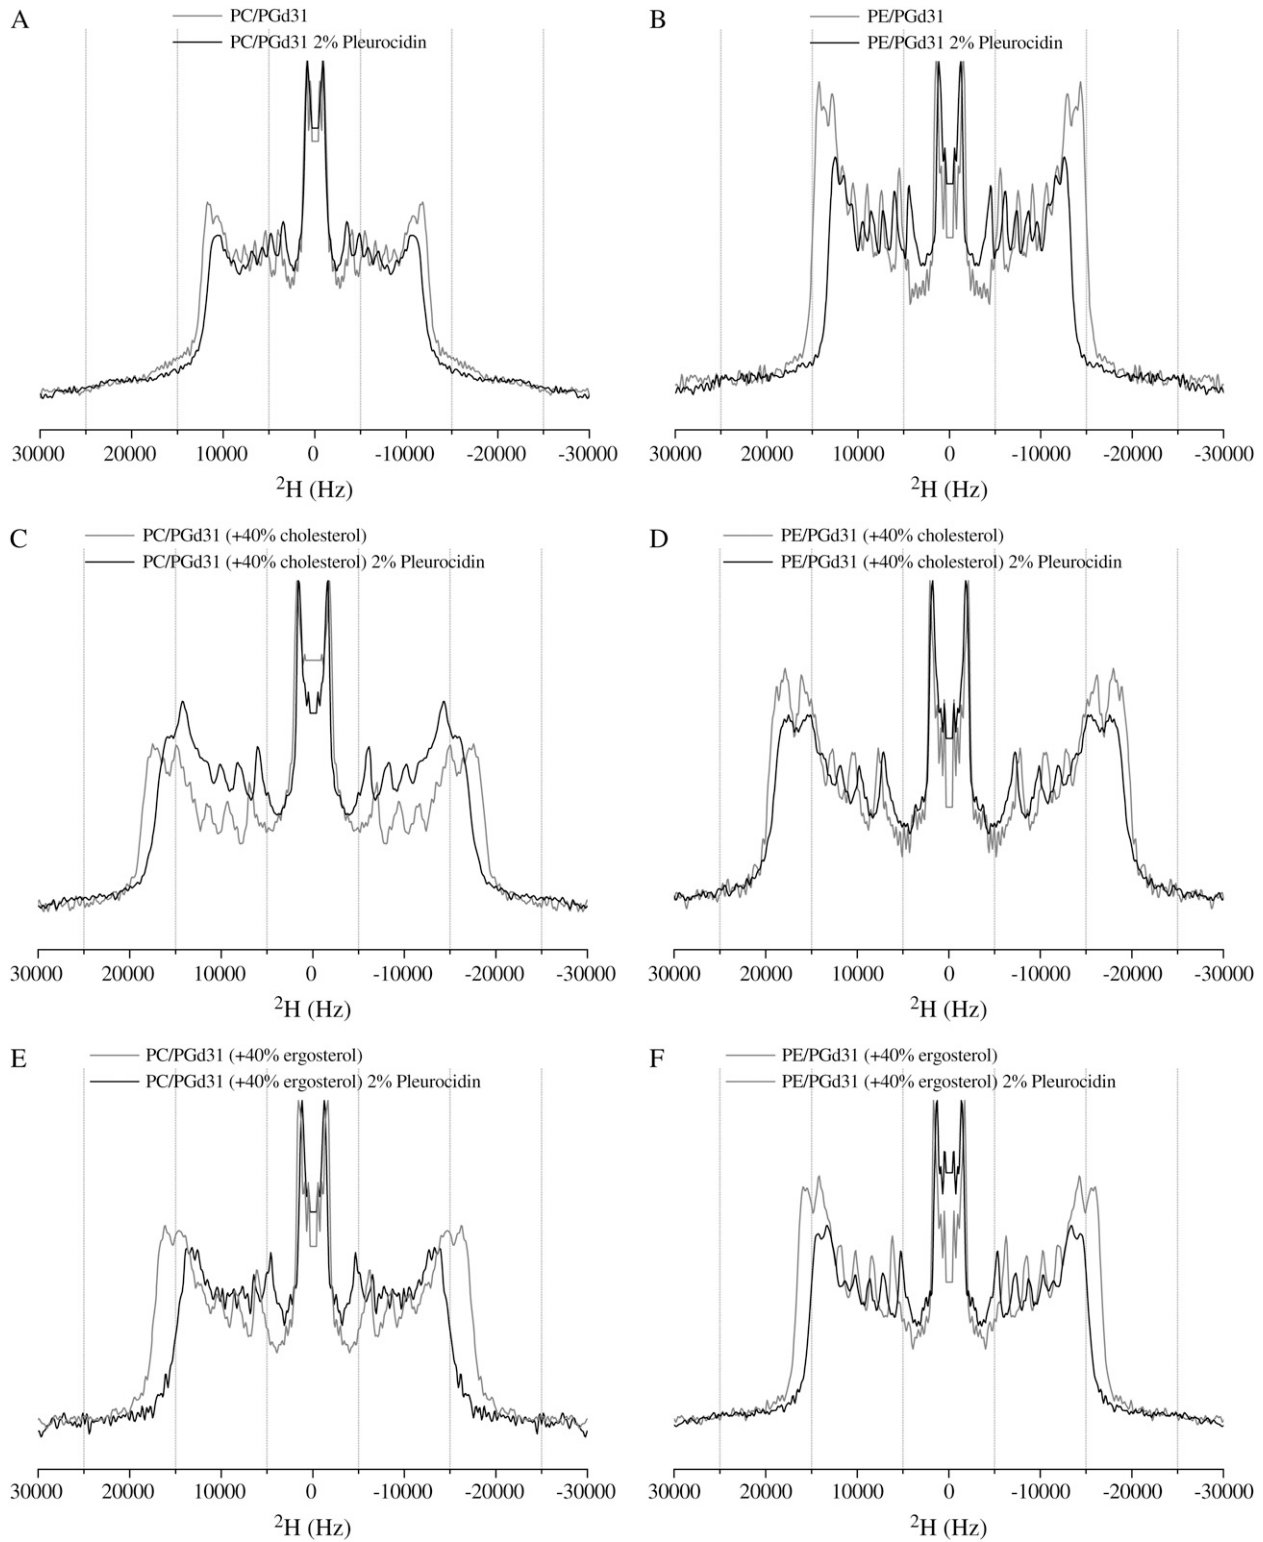 A
PC/PGd31
PC/PGd31 2% Pleurocidin
30000 20000 10000 0 -10000 -20000 -30000
²H (Hz)
B
PE/PGd31
PE/PGd31 2% Pleurocidin
30000 20000 10000 0 -10000 -20000 -30000
²H (Hz)
C
PC/PGd31 (+40% cholesterol)
PC/PGd31 (+40% cholesterol) 2% Pleurocidin
30000 20000 10000 0 -10000 -20000 -30000
²H (Hz)
D
PE/PGd31 (+40% cholesterol)
PE/PGd31 (+40% cholesterol) 2% Pleurocidin
30000 20000 10000 0 -10000 -20000 -30000
²H (Hz)
E
PC/PGd31 (+40% ergosterol)
PC/PGd31 (+40% ergosterol) 2% Pleurocidin
30000 20000 10000 0 -10000 -20000 -30000
²H (Hz)
F
PE/PGd31 (+40% ergosterol)
PE/PGd31 (+40% ergosterol) 2% Pleurocidin
30000 20000 10000 0 -10000 -20000 -30000
²H (Hz)